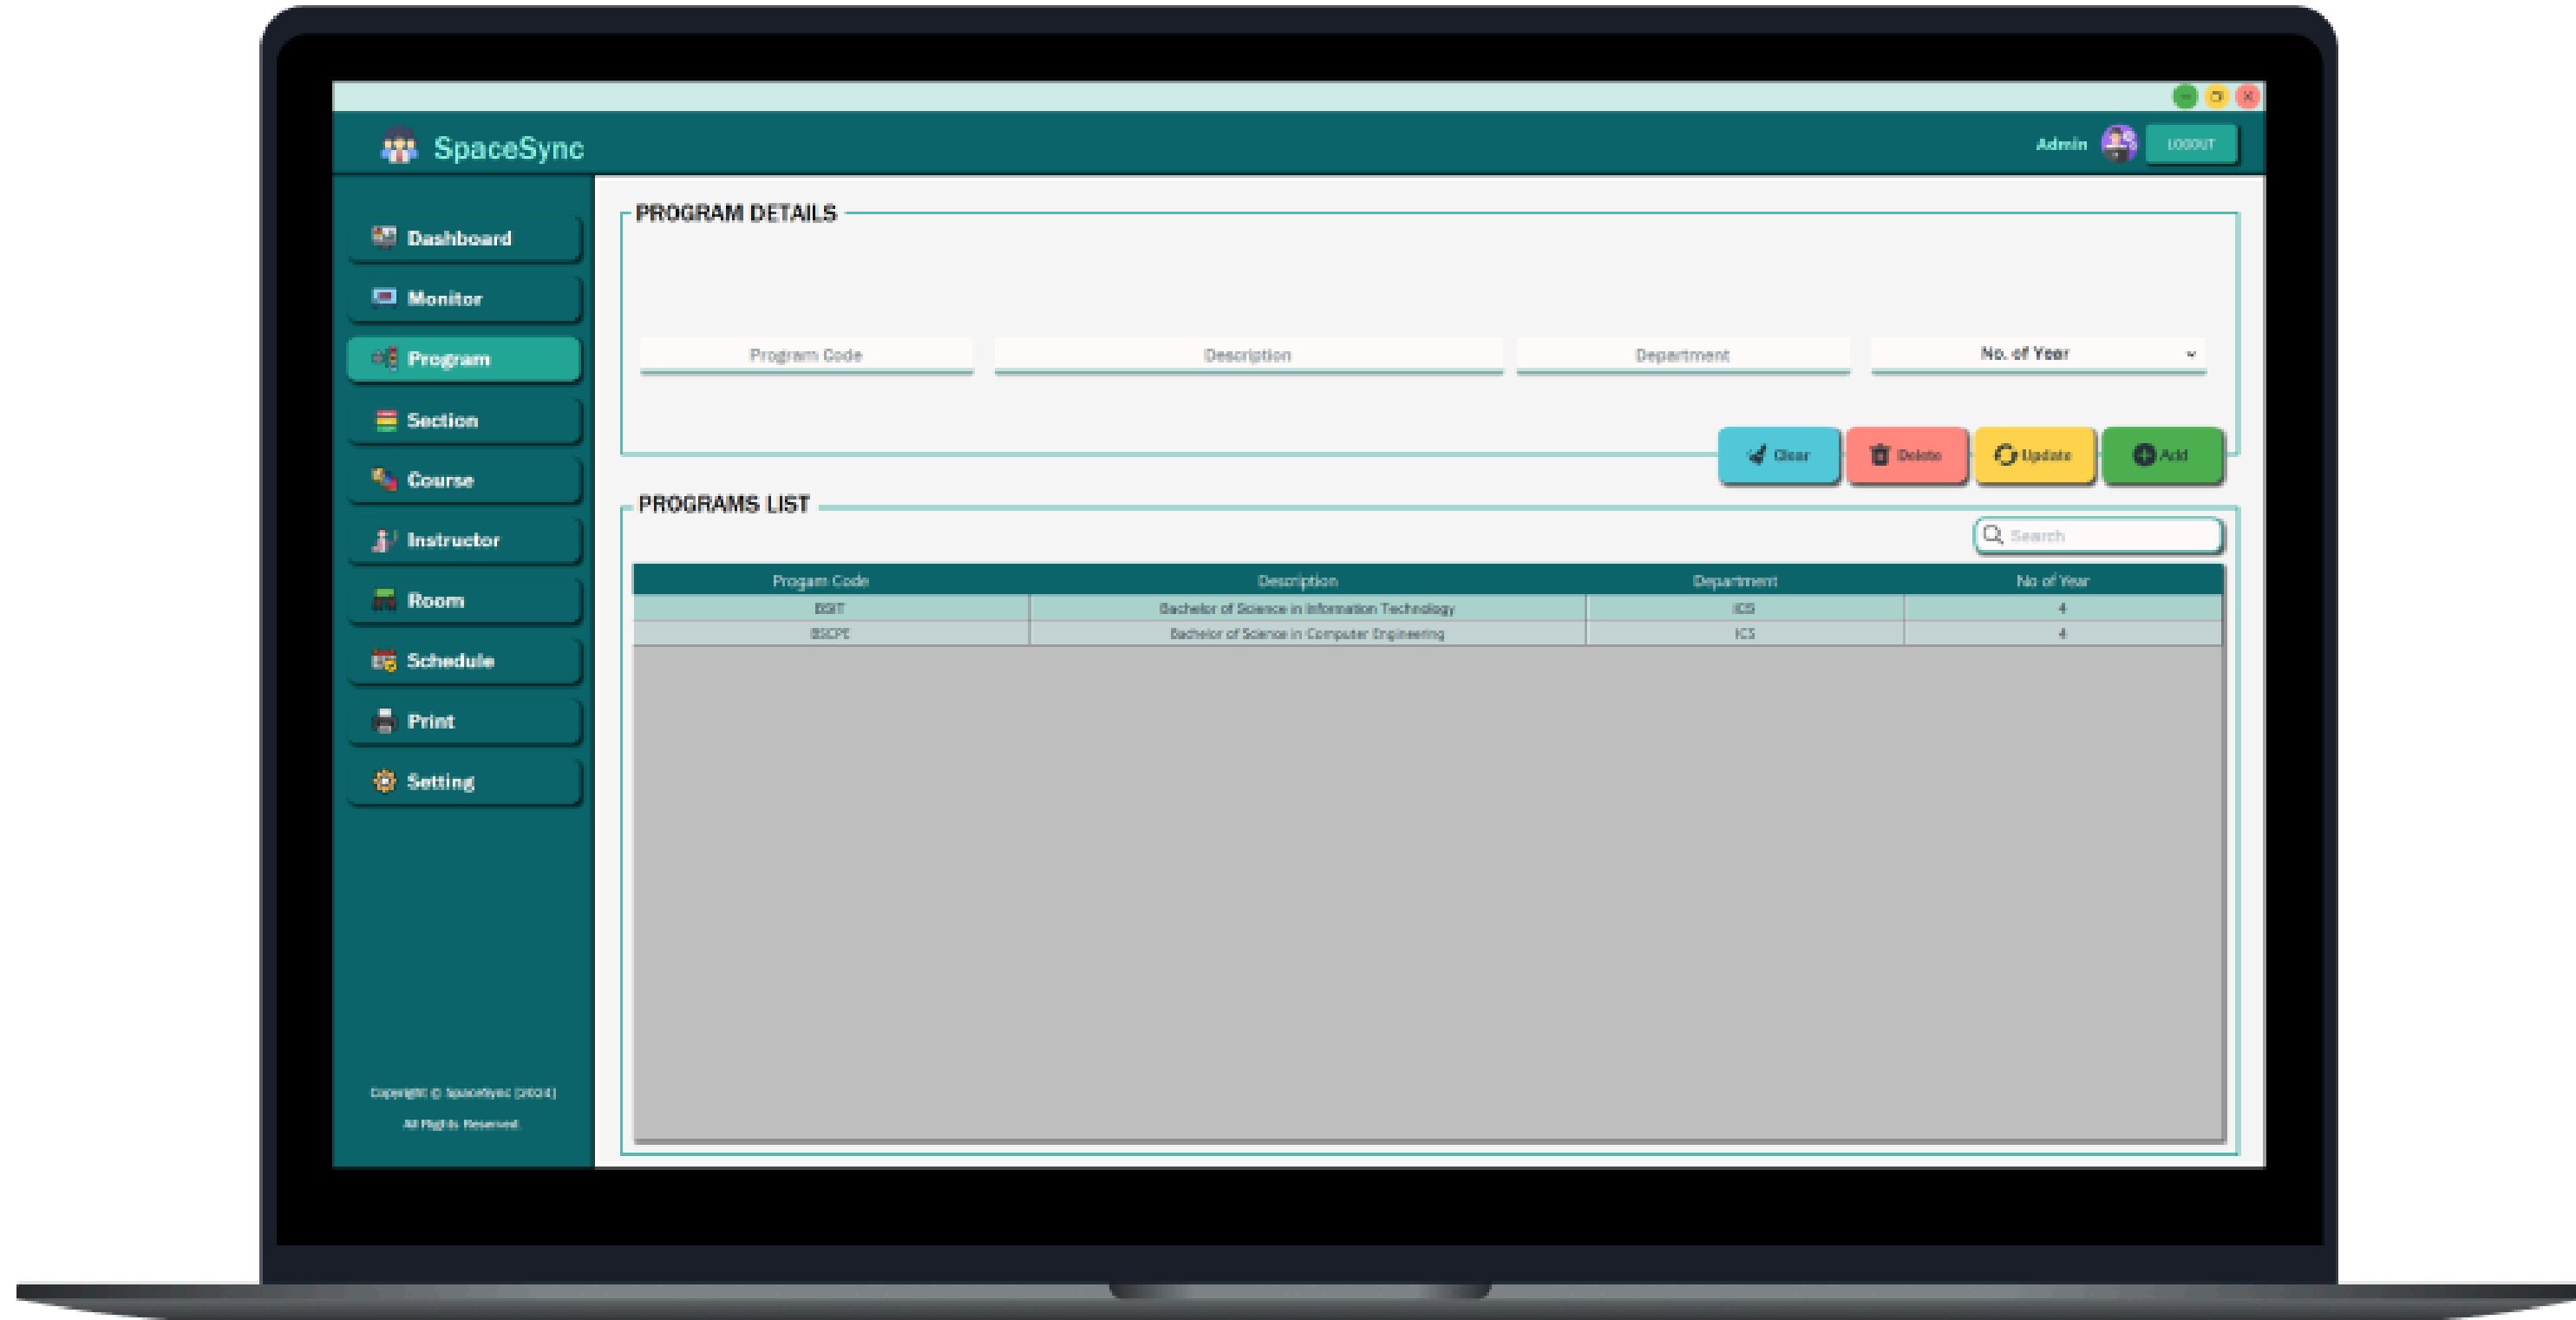 SpaceSync
Admin
LOGOUT
Dashboard
Monitor
Program
Section
Course
Instructor
Room
Schedule
Print
Setting
Copyright © SpaceSync [2024]
All Rights Reserved.
PROGRAM DETAILS
Program Code
Description
Department
No. of Year
Clear
Delete
Update
Add
PROGRAMS LIST
Search
Progam Code Description Department No of Year
BSIT Bachelor of Science in Information Technology ICS 4
BSCPE Bachelor of Science in Computer Engineering ICS 4